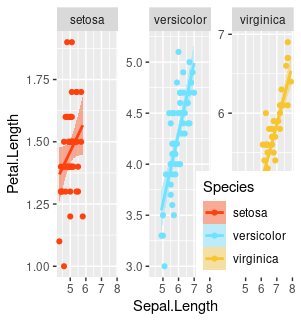 setosa
versicolor
virginica
Petal.Length
1.75
1.50
1.25
1.00
5.0
4.5
4.0
3.5
3.0
7
6
5 6 7 8
5 6 7 8
5 6 7 8
Sepal.Length
Species
setosa
versicolor
virginica